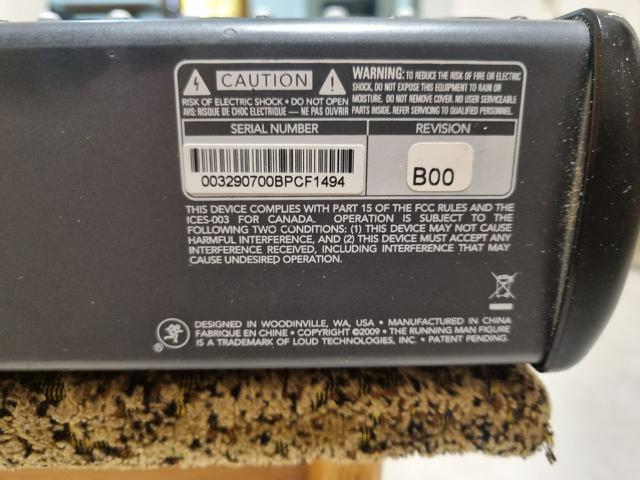 CAUTION
RISK OF ELECTRIC SHOCK • DO NOT OPEN
AVIS: RISQUE DE CHOC ELECTRIQUE — NE PAS OUVRIR
WARNING: TO REDUCE THE RISK OF FIRE OR ELECTRIC
SHOCK, DO NOT EXPOSE THIS EQUIPMENT TO RAIN OR
MOISTURE. DO NOT REMOVE COVER. NO USER SERVICEABLE
PARTS INSIDE. REFER SERVICING TO QUALIFIED PERSONNEL.
SERIAL NUMBER
003290700BPCF1494
REVISION
B00
THIS DEVICE COMPLIES WITH PART 15 OF THE FCC RULES AND THE
ICES-003 FOR CANADA. OPERATION IS SUBJECT TO THE
FOLLOWING TWO CONDITIONS: (1) THIS DEVICE MAY NOT CAUSE
HARMFUL INTERFERENCE, AND (2) THIS DEVICE MUST ACCEPT ANY
INTERFERENCE RECEIVED, INCLUDING INTERFERENCE THAT MAY
CAUSE UNDESIRED OPERATION.
DESIGNED IN WOODINVILLE, WA, USA • MANUFACTURED IN CHINA
FABRIQUE EN CHINE • COPYRIGHT ©2009 • THE RUNNING MAN FIGURE
® IS A TRADEMARK OF LOUD TECHNOLOGIES, INC. • PATENT PENDING.